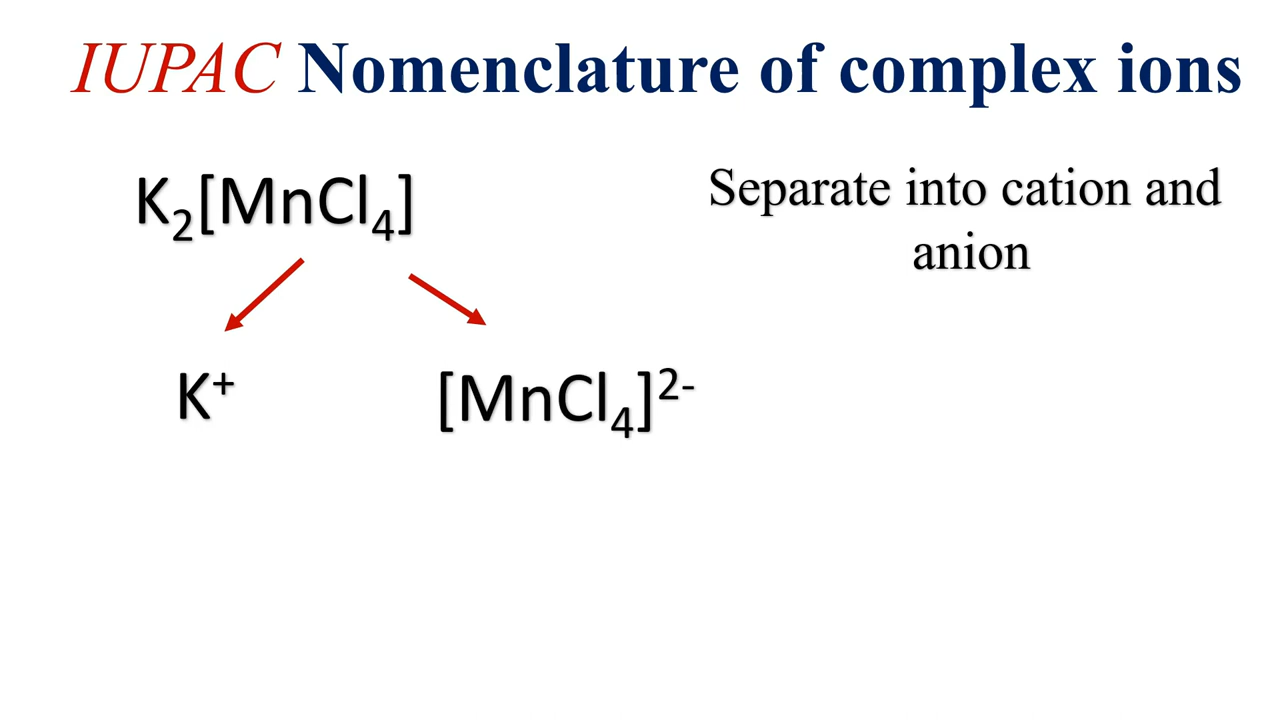 IUPAC Nomenclature of complex ions
K₂[MnCl₄]
Separate into cation and
anion
K⁺
[MnCl₄]²⁻